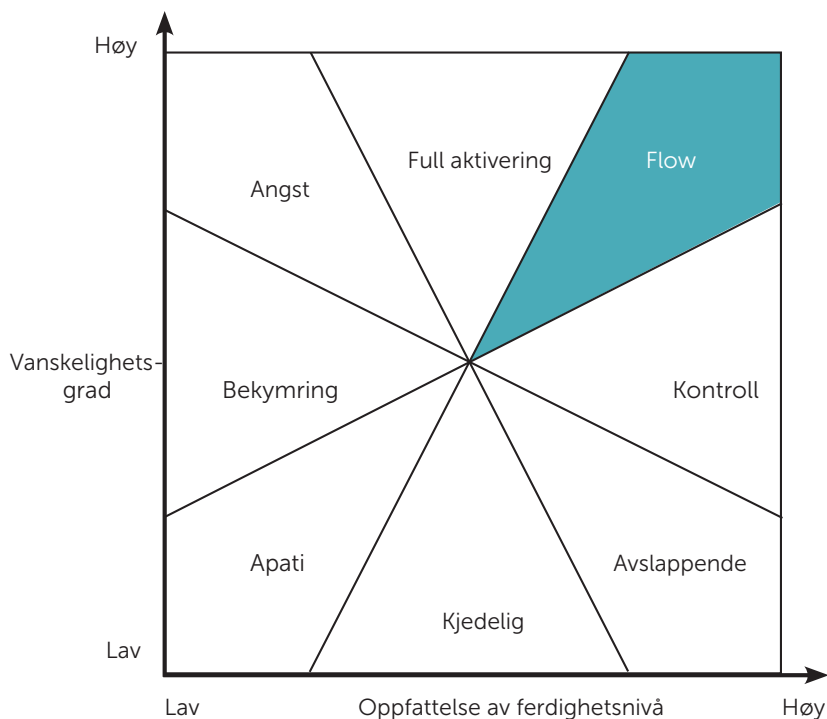 Høy
Full aktivering
Flow
Angst
Vanskelighets-
grad
Bekymring
Kontroll
Apati
Avslappende
Kjedelig
Lav
Lav
Oppfattelse av ferdighetsnivå
Høy